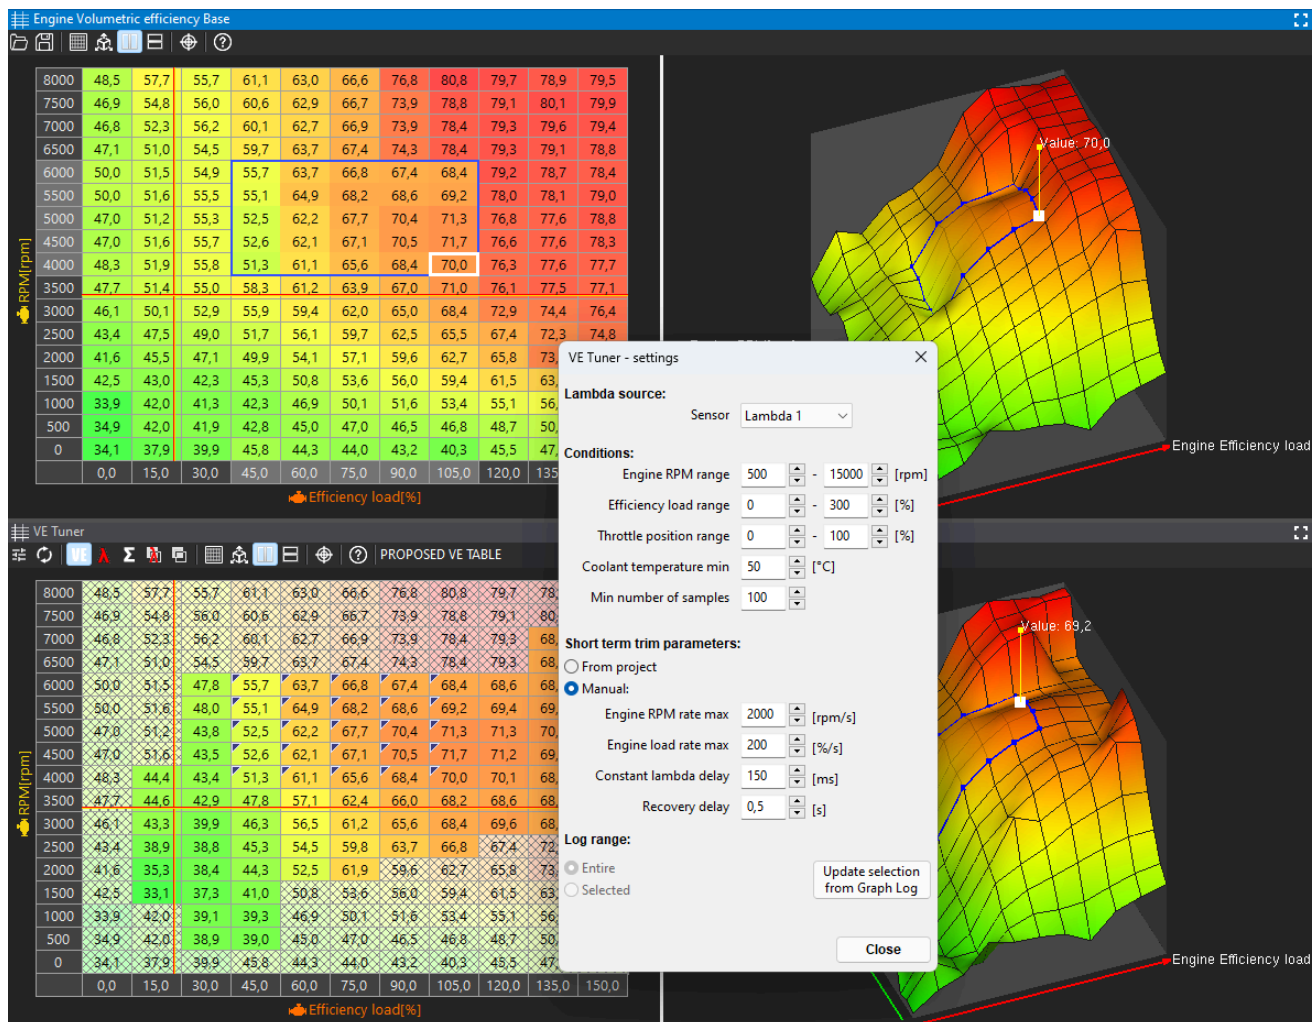 Engine Volumetric efficiency Base
8000 48,5 57,7 55,7 61,1 63,0 66,6 76,8 80,8 79,7 78,9 79,5
7500 46,9 54,8 56,0 60,6 62,9 66,7 73,9 78,8 79,1 80,1 79,9
7000 46,8 52,3 56,2 60,1 62,7 66,9 73,9 78,4 79,3 79,6 79,4
6500 47,1 51,0 54,5 59,7 63,7 67,4 74,3 78,4 79,3 79,1 78,8
6000 50,0 51,5 54,9 55,7 63,7 66,8 67,4 68,4 79,2 78,7 78,4
5500 50,0 51,6 55,5 55,1 64,9 68,2 68,6 69,2 78,0 78,1 79,0
5000 47,0 51,2 55,3 52,5 62,2 67,7 70,4 71,3 76,8 77,6 78,8
4500 47,0 51,6 55,7 52,6 62,1 67,1 70,5 71,7 76,6 77,6 78,3
4000 48,3 51,9 55,8 51,3 61,1 65,6 68,4 70,0 76,3 77,6 77,7
3500 47,7 51,4 55,0 58,3 61,2 63,9 67,0 71,0 76,1 77,5 77,1
3000 46,1 50,1 52,9 55,9 59,4 62,0 65,0 68,4 72,9 74,4 76,4
2500 43,4 47,5 49,0 51,7 56,1 59,7 62,5 65,5 67,4 72,3 74,8
2000 41,6 45,5 47,1 49,9 54,1 57,1 59,6 62,7 65,8 73,
1500 42,5 43,0 42,3 45,3 50,8 53,6 56,0 59,4 61,5 63,
1000 33,9 42,0 41,3 42,3 46,9 50,1 51,6 53,4 55,1 56,
500 34,9 42,0 41,9 42,8 45,0 47,0 46,5 46,8 48,7 50,
0 34,1 37,9 39,9 45,8 44,3 44,0 43,2 40,3 45,5 47,
0,0 15,0 30,0 45,0 60,0 75,0 90,0 105,0 120,0 135
RPM[rpm]
Efficiency load[%]
Value: 70,0
Engine Efficiency load
VE Tuner
VE λ Σ PROPOSED VE TABLE
8000 48,5 57,7 55,7 61,1 63,0 66,6 76,8 80,8 79,7 78,
7500 46,9 54,8 56,0 60,6 62,9 66,7 73,9 78,8 79,1 80,
7000 46,8 52,3 56,2 60,1 62,7 66,9 73,9 78,4 79,3 68,
6500 47,1 51,0 54,5 59,7 63,7 67,4 74,3 78,4 79,3 68,
6000 50,0 51,5 47,8 55,7 63,7 66,8 67,4 68,4 68,6 68,
5500 50,0 51,6 48,0 55,1 64,9 68,2 68,6 69,2 69,4 69,
5000 47,0 51,2 43,8 52,5 62,2 67,7 70,4 71,3 71,3 70,
4500 47,0 51,6 43,5 52,6 62,1 67,1 70,5 71,7 71,2 69,
4000 48,3 44,4 43,4 51,3 61,1 65,6 68,4 70,0 70,1 68,
3500 47,7 44,6 42,9 47,8 57,1 62,4 66,0 68,2 68,6 68,
3000 46,1 43,3 39,9 46,3 56,5 61,2 65,6 68,4 69,6 68,
2500 43,4 38,9 38,8 45,3 54,5 59,8 63,7 66,8 67,4 72,
2000 41,6 35,3 38,4 44,3 52,5 61,9 59,6 62,7 65,8 73,
1500 42,5 33,1 37,3 41,0 50,8 53,6 56,0 59,4 61,5 63,
1000 33,9 42,0 39,1 39,3 46,9 50,1 51,6 53,4 55,1 56,
500 34,9 42,0 38,9 39,0 45,0 47,0 46,5 46,8 48,7 50,
0 34,1 37,9 39,9 45,8 44,3 44,0 43,2 40,3 45,5 47,
0,0 15,0 30,0 45,0 60,0 75,0 90,0 105,0 120,0 135,0 150,0
RPM[rpm]
Efficiency load[%]
Value: 69,2
Engine Efficiency load
VE Tuner - settings
Lambda source:
Sensor Lambda 1
Conditions:
Engine RPM range 500 - 15000 [rpm]
Efficiency load range 0 - 300 [%]
Throttle position range 0 - 100 [%]
Coolant temperature min 50 [°C]
Min number of samples 100
Short term trim parameters:
From project
Manual:
Engine RPM rate max 2000 [rpm/s]
Engine load rate max 200 [%/s]
Constant lambda delay 150 [ms]
Recovery delay 0,5 [s]
Log range:
Entire
Selected
Update selection
from Graph Log
Close